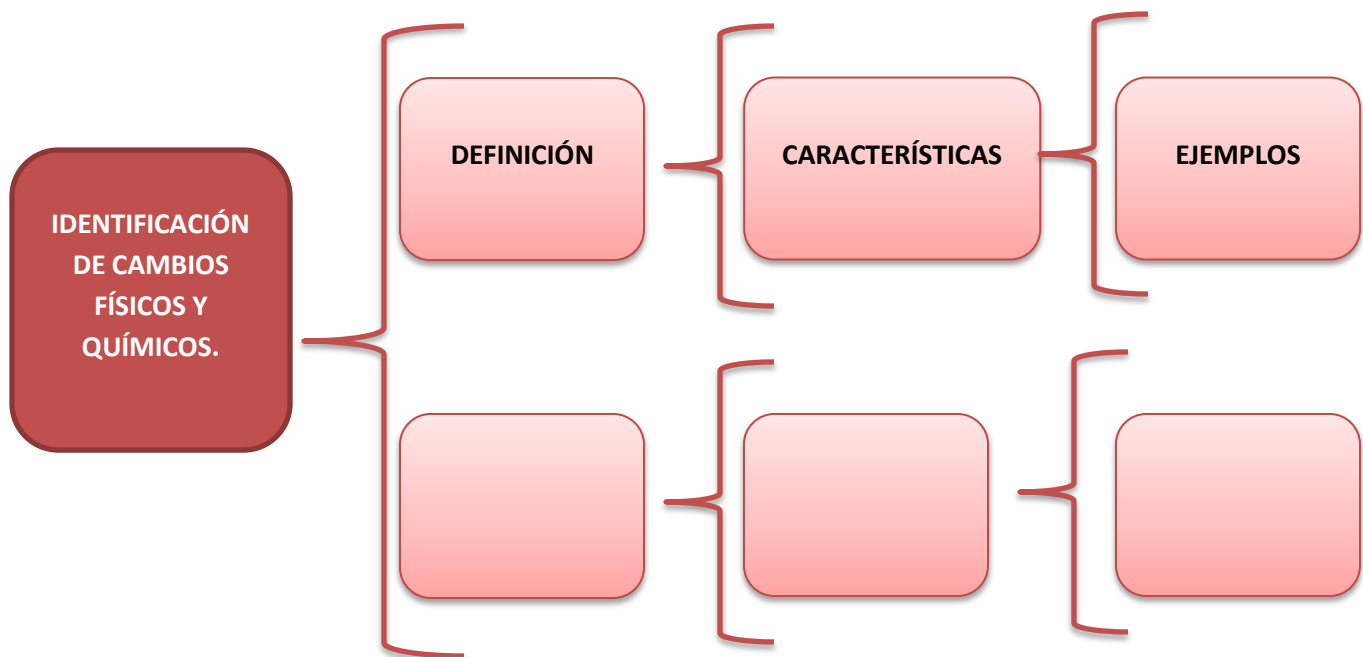 IDENTIFICACIÓN
DE CAMBIOS
FÍSICOS Y
QUÍMICOS.
DEFINICIÓN
CARACTERÍSTICAS
EJEMPLOS